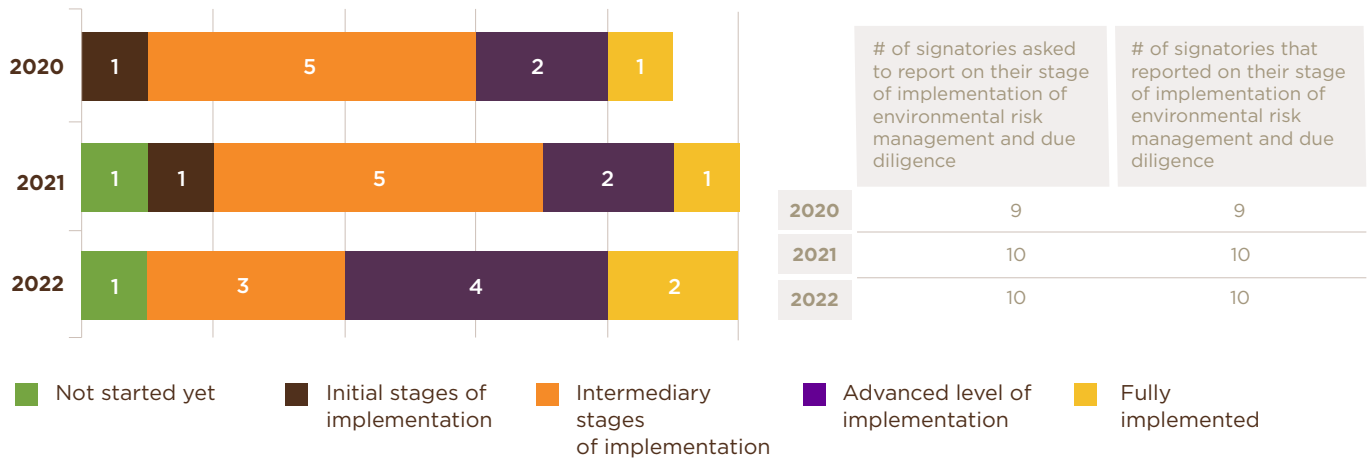 2020
1
5
2
1
2021
1
1
5
2
1
2022
1
3
4
2
# of signatories asked
to report on their stage
of implementation of
environmental risk
management and due
diligence
# of signatories that
reported on their stage
of implementation of
environmental risk
management and due
diligence
2020
9
9
2021
10
10
2022
10
10
Not started yet
Initial stages of
implementation
Intermediary
stages
of implementation
Advanced level of
implementation
Fully
implemented